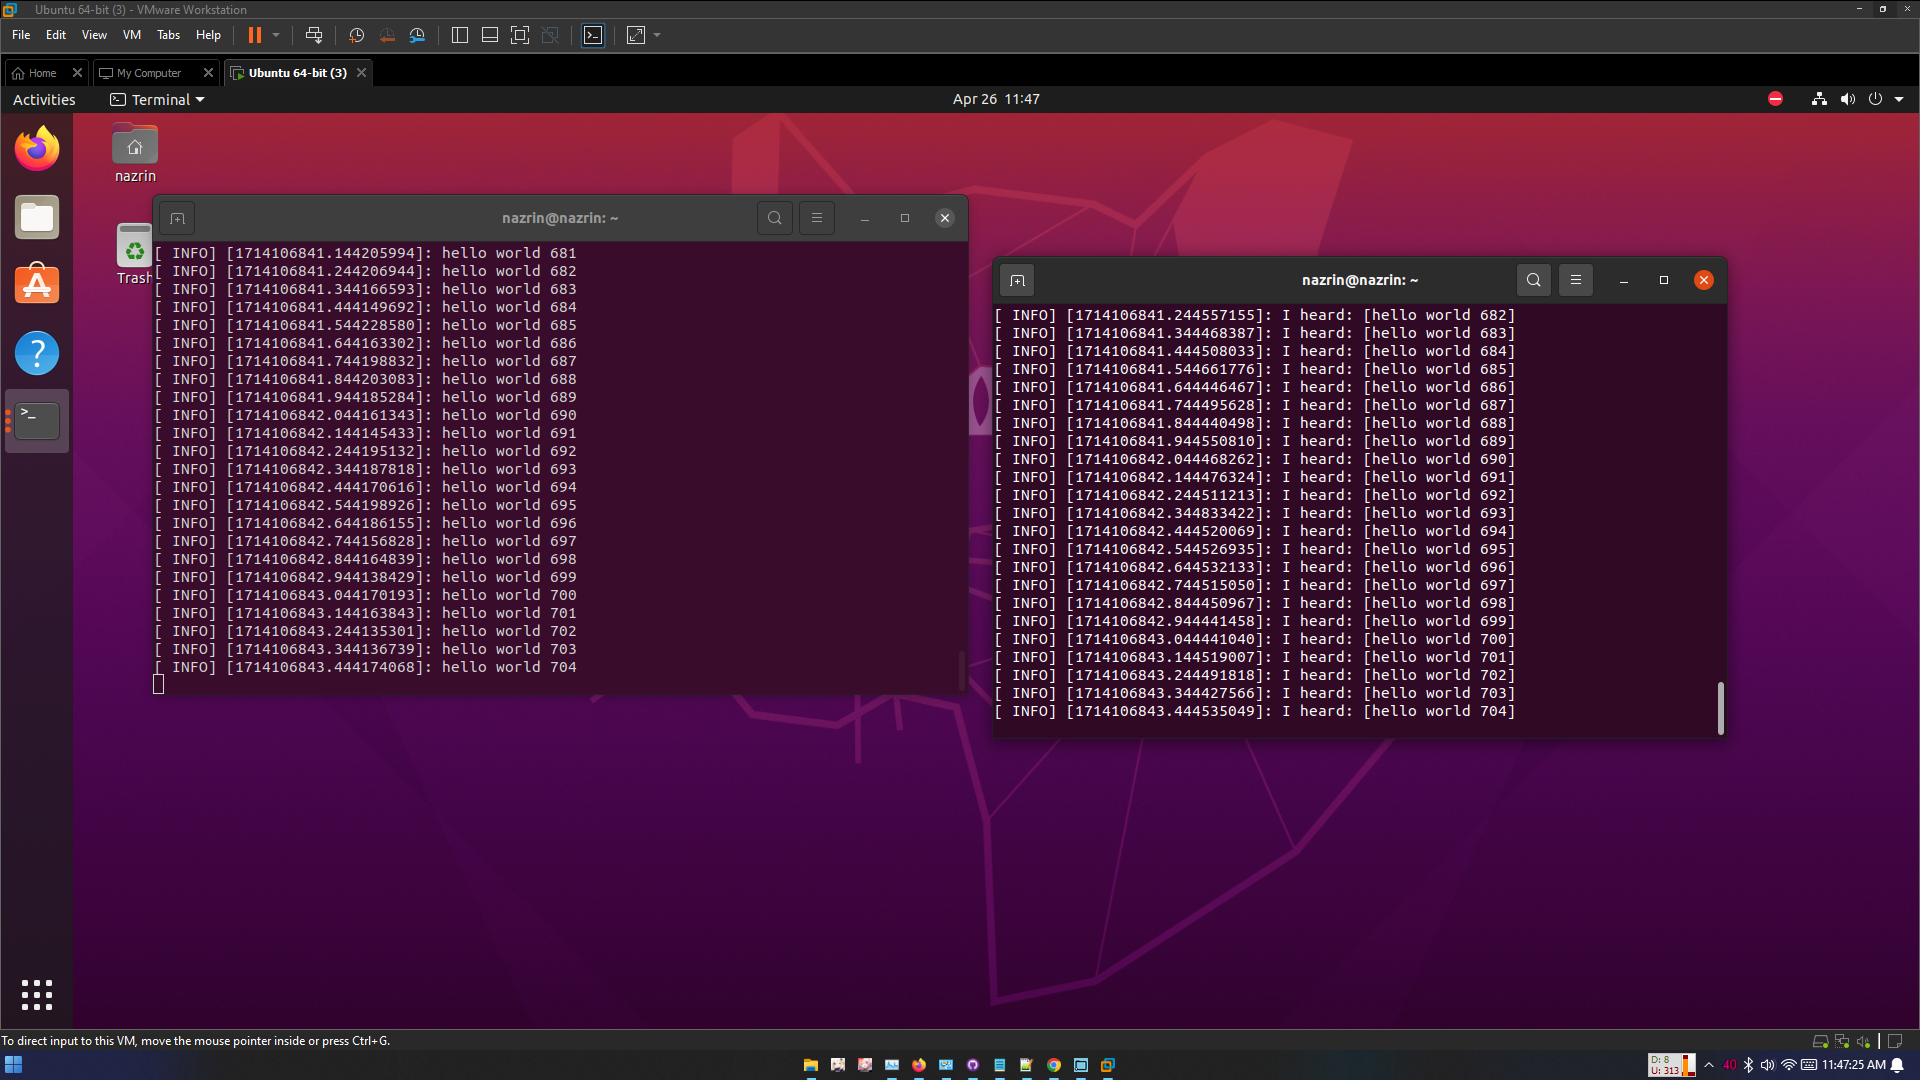 Ubuntu 64-bit (3) - VMware Workstation
File Edit View VM Tabs Help
Home My Computer Ubuntu 64-bit (3)
Activities Terminal Apr 26 11:47
nazrin
Trash
nazrin@nazrin: ~
[ INFO] [1714106841.144205994]: hello world 681
[ INFO] [1714106841.244206944]: hello world 682
[ INFO] [1714106841.344166593]: hello world 683
[ INFO] [1714106841.444149692]: hello world 684
[ INFO] [1714106841.544228580]: hello world 685
[ INFO] [1714106841.644163302]: hello world 686
[ INFO] [1714106841.744198832]: hello world 687
[ INFO] [1714106841.844203083]: hello world 688
[ INFO] [1714106841.944185284]: hello world 689
[ INFO] [1714106842.044161343]: hello world 690
[ INFO] [1714106842.144145433]: hello world 691
[ INFO] [1714106842.244195132]: hello world 692
[ INFO] [1714106842.344187818]: hello world 693
[ INFO] [1714106842.444170616]: hello world 694
[ INFO] [1714106842.544198926]: hello world 695
[ INFO] [1714106842.644186155]: hello world 696
[ INFO] [1714106842.744156828]: hello world 697
[ INFO] [1714106842.844164839]: hello world 698
[ INFO] [1714106842.944138429]: hello world 699
[ INFO] [1714106843.044170193]: hello world 700
[ INFO] [1714106843.144163843]: hello world 701
[ INFO] [1714106843.244135301]: hello world 702
[ INFO] [1714106843.344136739]: hello world 703
[ INFO] [1714106843.444174068]: hello world 704
nazrin@nazrin: ~
[ INFO] [1714106841.244557155]: I heard: [hello world 682]
[ INFO] [1714106841.344468387]: I heard: [hello world 683]
[ INFO] [1714106841.444508033]: I heard: [hello world 684]
[ INFO] [1714106841.544661776]: I heard: [hello world 685]
[ INFO] [1714106841.644446467]: I heard: [hello world 686]
[ INFO] [1714106841.744495628]: I heard: [hello world 687]
[ INFO] [1714106841.844440498]: I heard: [hello world 688]
[ INFO] [1714106841.944550810]: I heard: [hello world 689]
[ INFO] [1714106842.044468262]: I heard: [hello world 690]
[ INFO] [1714106842.144476324]: I heard: [hello world 691]
[ INFO] [1714106842.244511213]: I heard: [hello world 692]
[ INFO] [1714106842.344833422]: I heard: [hello world 693]
[ INFO] [1714106842.444520069]: I heard: [hello world 694]
[ INFO] [1714106842.544526935]: I heard: [hello world 695]
[ INFO] [1714106842.644532133]: I heard: [hello world 696]
[ INFO] [1714106842.744515050]: I heard: [hello world 697]
[ INFO] [1714106842.844450967]: I heard: [hello world 698]
[ INFO] [1714106842.944441458]: I heard: [hello world 699]
[ INFO] [1714106843.044441040]: I heard: [hello world 700]
[ INFO] [1714106843.144519007]: I heard: [hello world 701]
[ INFO] [1714106843.244491818]: I heard: [hello world 702]
[ INFO] [1714106843.344427566]: I heard: [hello world 703]
[ INFO] [1714106843.444535049]: I heard: [hello world 704]
To direct input to this VM, move the mouse pointer inside or press Ctrl+G.
D: 8
U: 313
40
11:47:25 AM